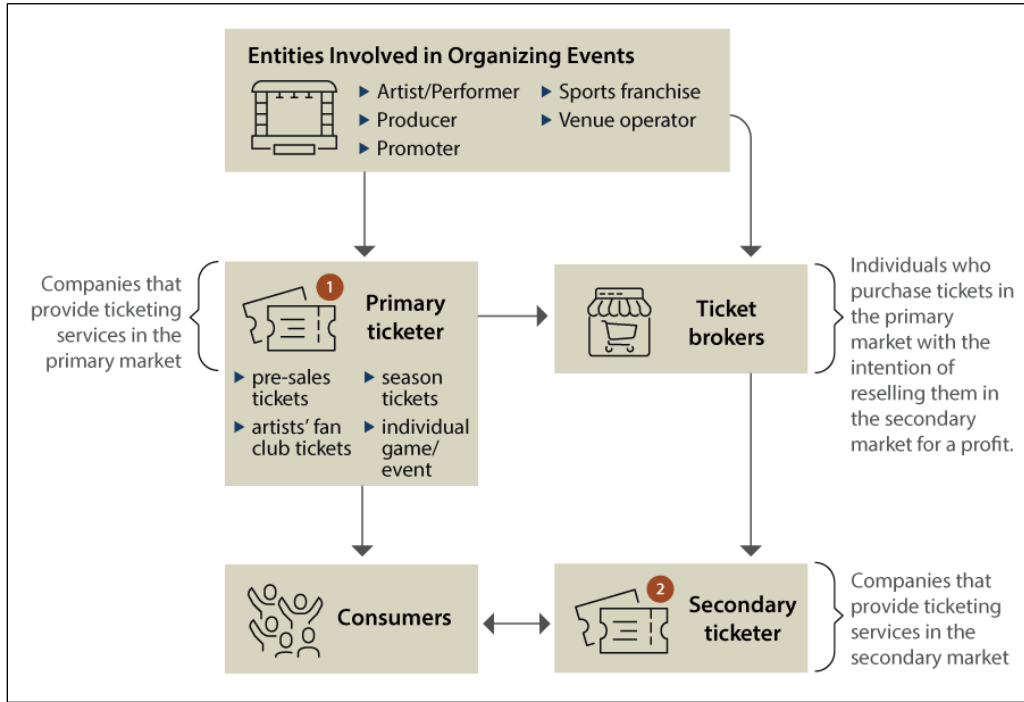 Entities Involved in Organizing Events
▶ Artist/Performer
▶ Producer
▶ Promoter
▶ Sports franchise
▶ Venue operator
Companies that
provide ticketing
services in the
primary market
1
Primary
ticketer
▶ pre-sales
tickets
▶ artists' fan
club tickets
▶ season
tickets
▶ individual
game/
event
Ticket
brokers
Individuals who
purchase tickets in
the primary
market with the
intention of
reselling them in
the secondary
market for a profit.
Consumers
2
Secondary
ticketer
Companies that
provide ticketing
services in the
secondary market